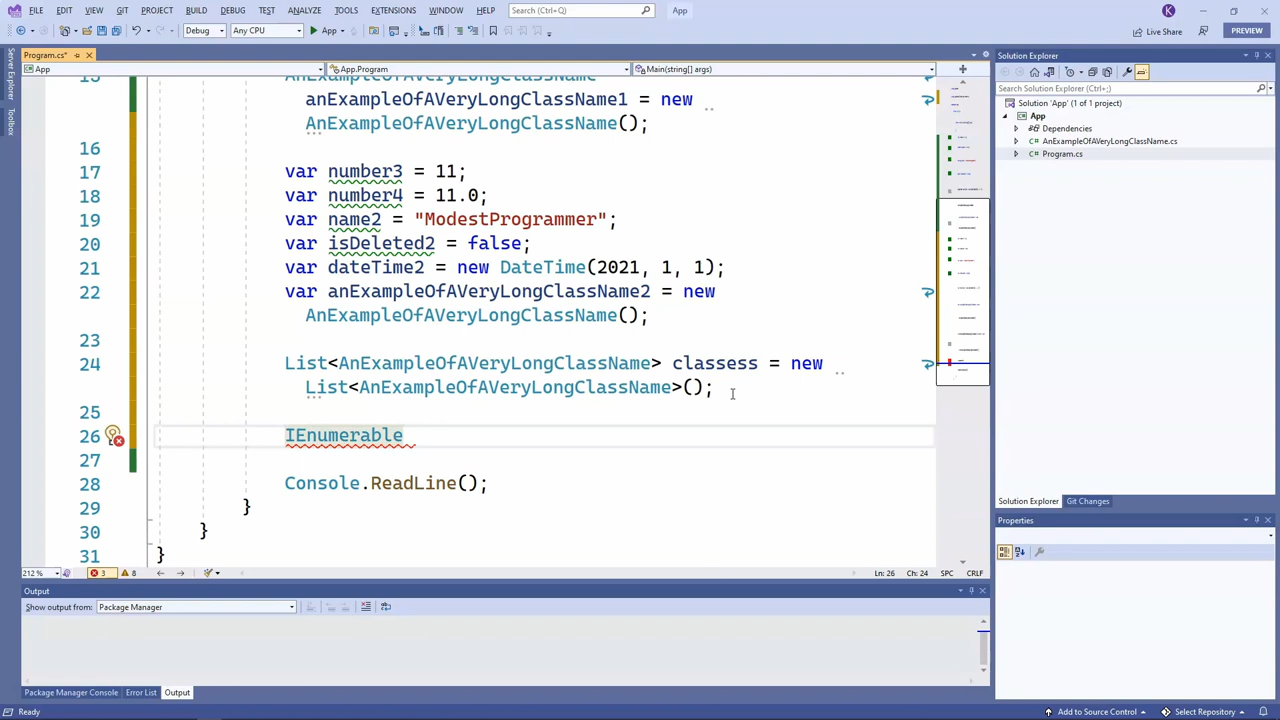 FILE EDIT VIEW GIT PROJECT BUILD DEBUG TEST ANALYZE TOOLS EXTENSIONS WINDOW HELP Search (Ctrl+Q) App K
Debug Any CPU App Live Share PREVIEW
Server Explorer
Toolbox
Program.cs*
App App.Program Main(string[] args)
15 AnExampleOfAVeryLongClassName
anExampleOfAVeryLongClassName1 = new
AnExampleOfAVeryLongClassName();
16
17 var number3 = 11;
18 var number4 = 11.0;
19 var name2 = "ModestProgrammer";
20 var isDeleted2 = false;
21 var dateTime2 = new DateTime(2021, 1, 1);
22 var anExampleOfAVeryLongClassName2 = new
AnExampleOfAVeryLongClassName();
23
24 List<AnExampleOfAVeryLongClassName> classess = new
List<AnExampleOfAVeryLongClassName>();
25
26 IEnumerable
27
28 Console.ReadLine();
29 }
30 }
31 }
212 % 3 8 Ln: 26 Ch: 24 SPC CRLF
Output
Show output from: Package Manager
Package Manager Console Error List Output
Solution Explorer
Search Solution Explorer (Ctrl+;)
Solution 'App' (1 of 1 project)
App
Dependencies
AnExampleOfAVeryLongClassName.cs
Program.cs
Solution Explorer Git Changes
Properties
Ready Add to Source Control Select Repository